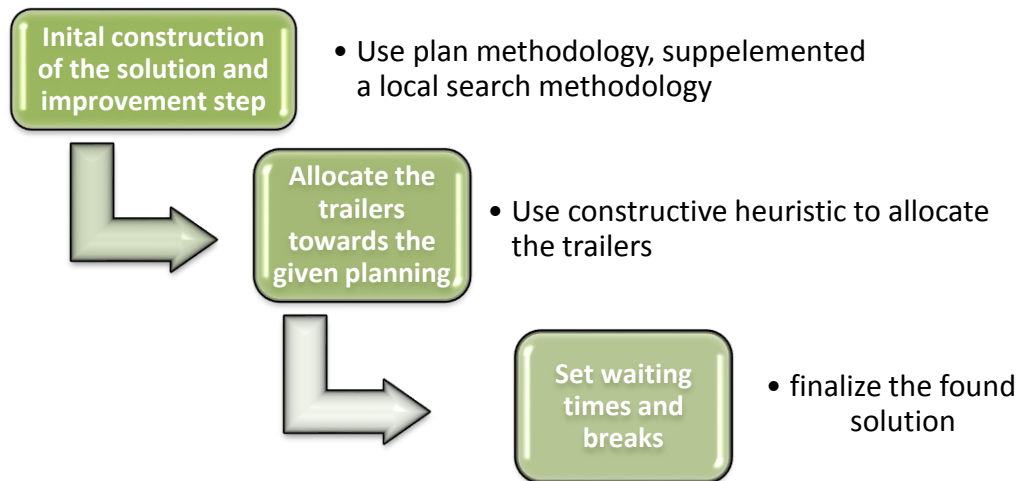 Inital construction
of the solution and
improvement step
• Use plan methodology, suppelemented
a local search methodology
Allocate the
trailers
towards the
given planning
• Use constructive heuristic to allocate
the trailers
Set waiting
times and
breaks
• finalize the found
solution